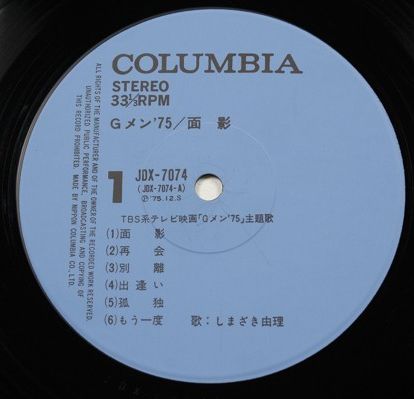 COLUMBIA
STEREO
33⅓RPM
Gメン'75／面 影
1
JDX-7074
(JDX-7074-A)
Ⓟ'75.12.S
TBS系テレビ映画「Gメン'75」主題歌
(1)面 影
(2)再 会
(3)別 離
(4)出 逢 い
(5)孤 独
(6)もう一度 歌：しまざき由理
ALL RIGHTS OF THE MANUFACTURER AND OF THE OWNER OF THE RECORDED WORK RESERVED.
UNAUTHORIZED PUBLIC PERFORMANCE, BROADCASTING AND COPYING OF
THIS RECORD PROHIBITED. MADE BY NIPPON COLUMBIA CO., LTD.